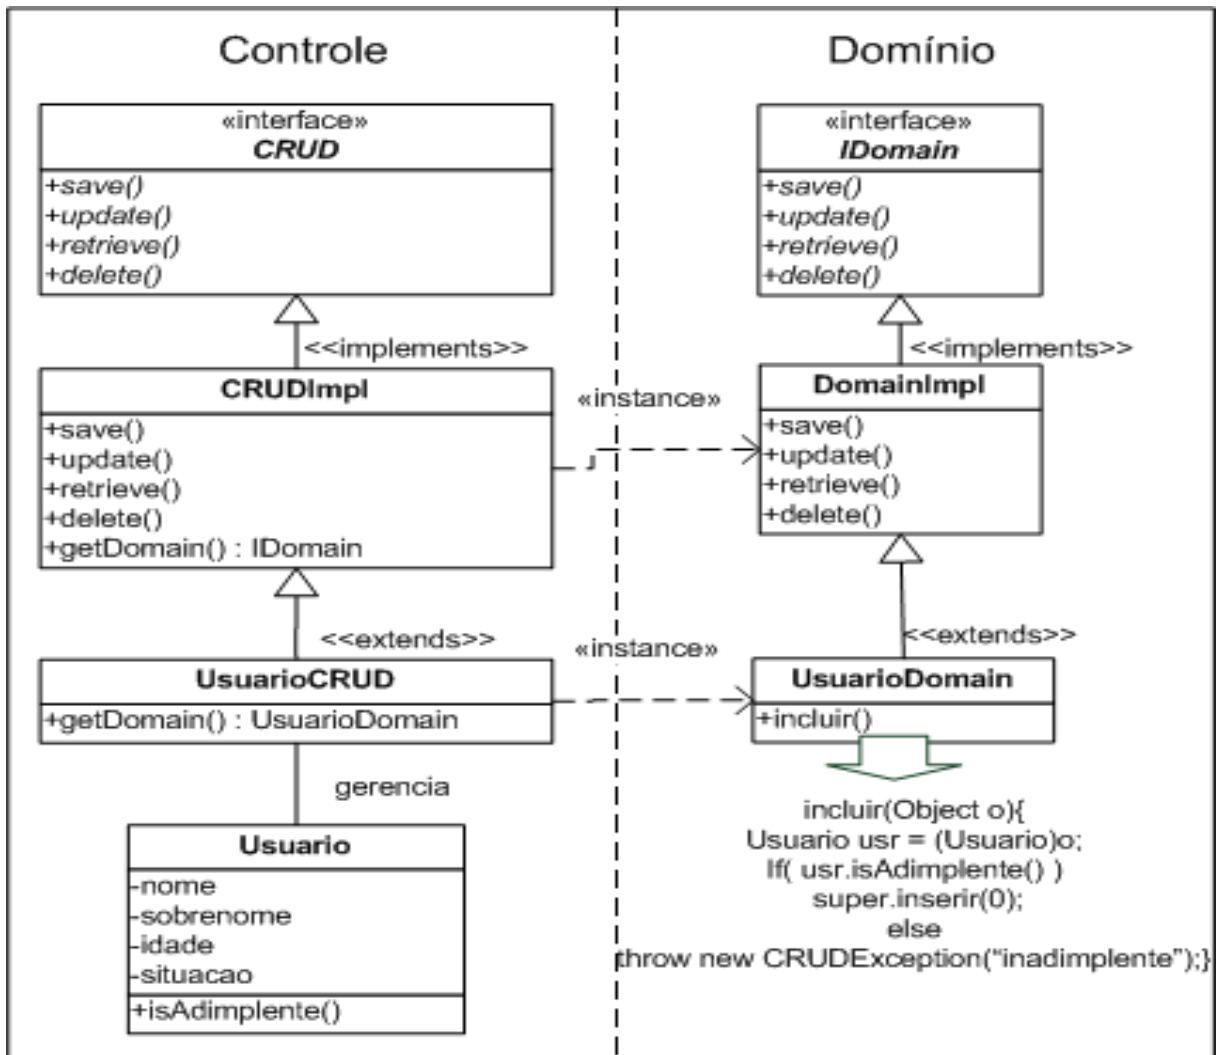 Controle
«interface»
CRUD
+save()
+update()
+retrieve()
+delete()
<<implements>>
CRUDImpl
+save()
+update()
+retrieve()
+delete()
+getDomain() : IDomain
<<extends>>
UsuarioCRUD
+getDomain() : UsuarioDomain
gerencia
Usuario
-nome
-sobrenome
-idade
-situacao
+isAdimplente()
«instance»
«instance»
Domínio
«interface»
IDomain
+save()
+update()
+retrieve()
+delete()
<<implements>>
DomainImpl
+save()
+update()
+retrieve()
+delete()
<<extends>>
UsuarioDomain
+incluir()
incluir(Object o){
Usuario usr = (Usuario)o;
If( usr.isAdimplente() )
super.inserir(0);
else
throw new CRUDException(“inadimplente”);}